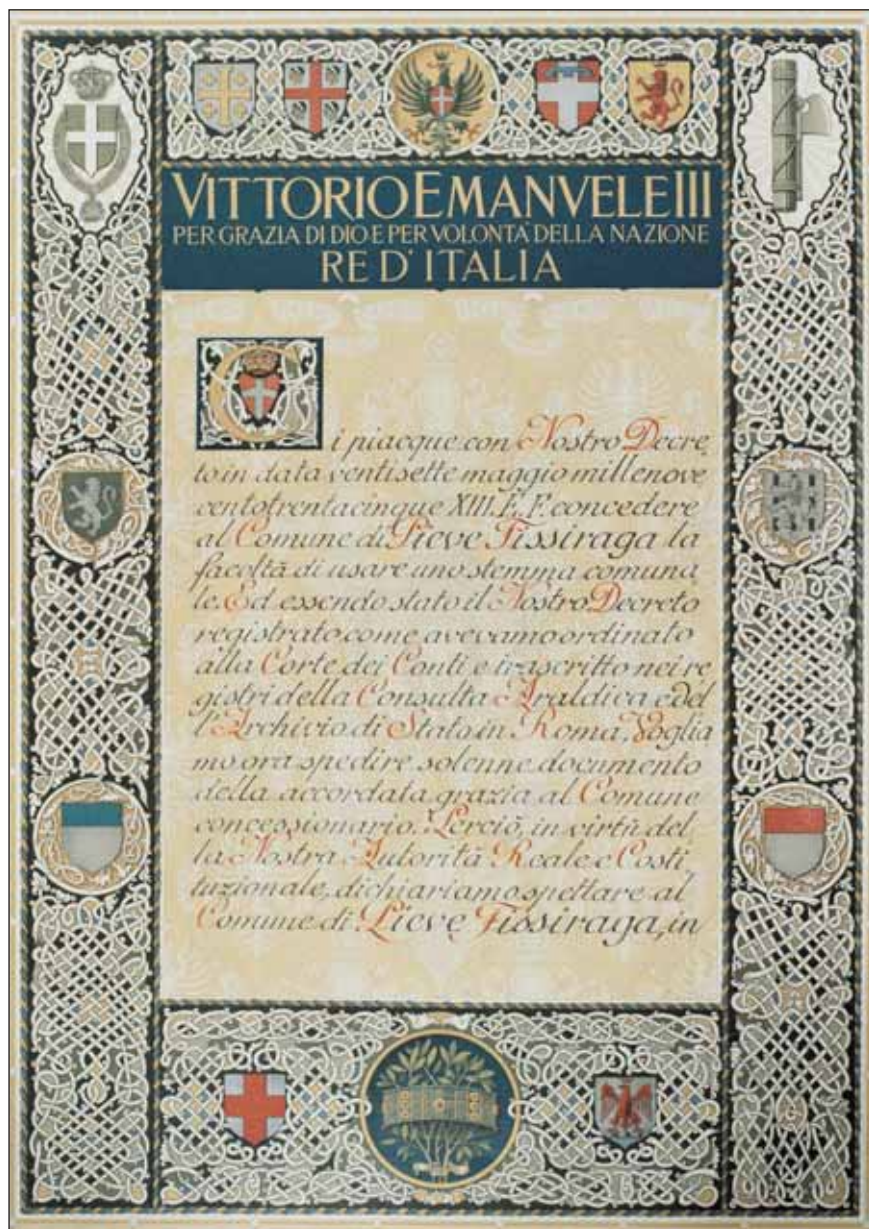 VITTORIO EMANVELE III
PER GRAZIA DI DIO E PER VOLONTÀ DELLA NAZIONE
RE D'ITALIA
Ci piacque con Nostro Decre,
to in data ventisette maggio millenove
centotrentacinque XIII. E. F. concedere
al Comune di Pieve Fissiraga la
facoltà di usare uno stemma comuna
le. Ed essendo stato il Nostro Decreto
registrato come avevamo ordinato
alla Corte dei Conti e trascritto nei re
gistri della Consulta Araldica e del
l'Archivio di Stato in Roma, Voglia
mo ora spedire solenne documento
della accordata grazia al Comune
concessionario. Perciò, in virtù del
la Nostra Autorità Reale e Costi
tuzionale, dichiariamo spettare al
Comune di Pieve Fissiraga, in